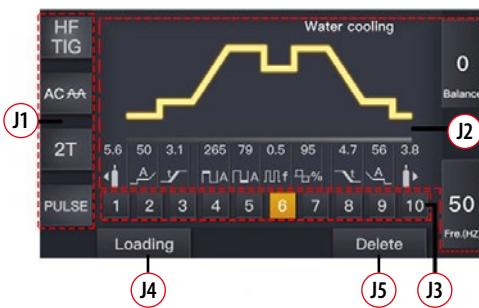 HF
TIG
Water cooling
0
Balance
J1
AC
J2
2T
5.6 50 3.1 265 79 0.5 95 4.7 56 3.8
A A A f % A
PULSE
1 2 3 4 5 6 7 8 9 10
50
Fre.(HZ)
Loading
Delete
J4
J5
J3